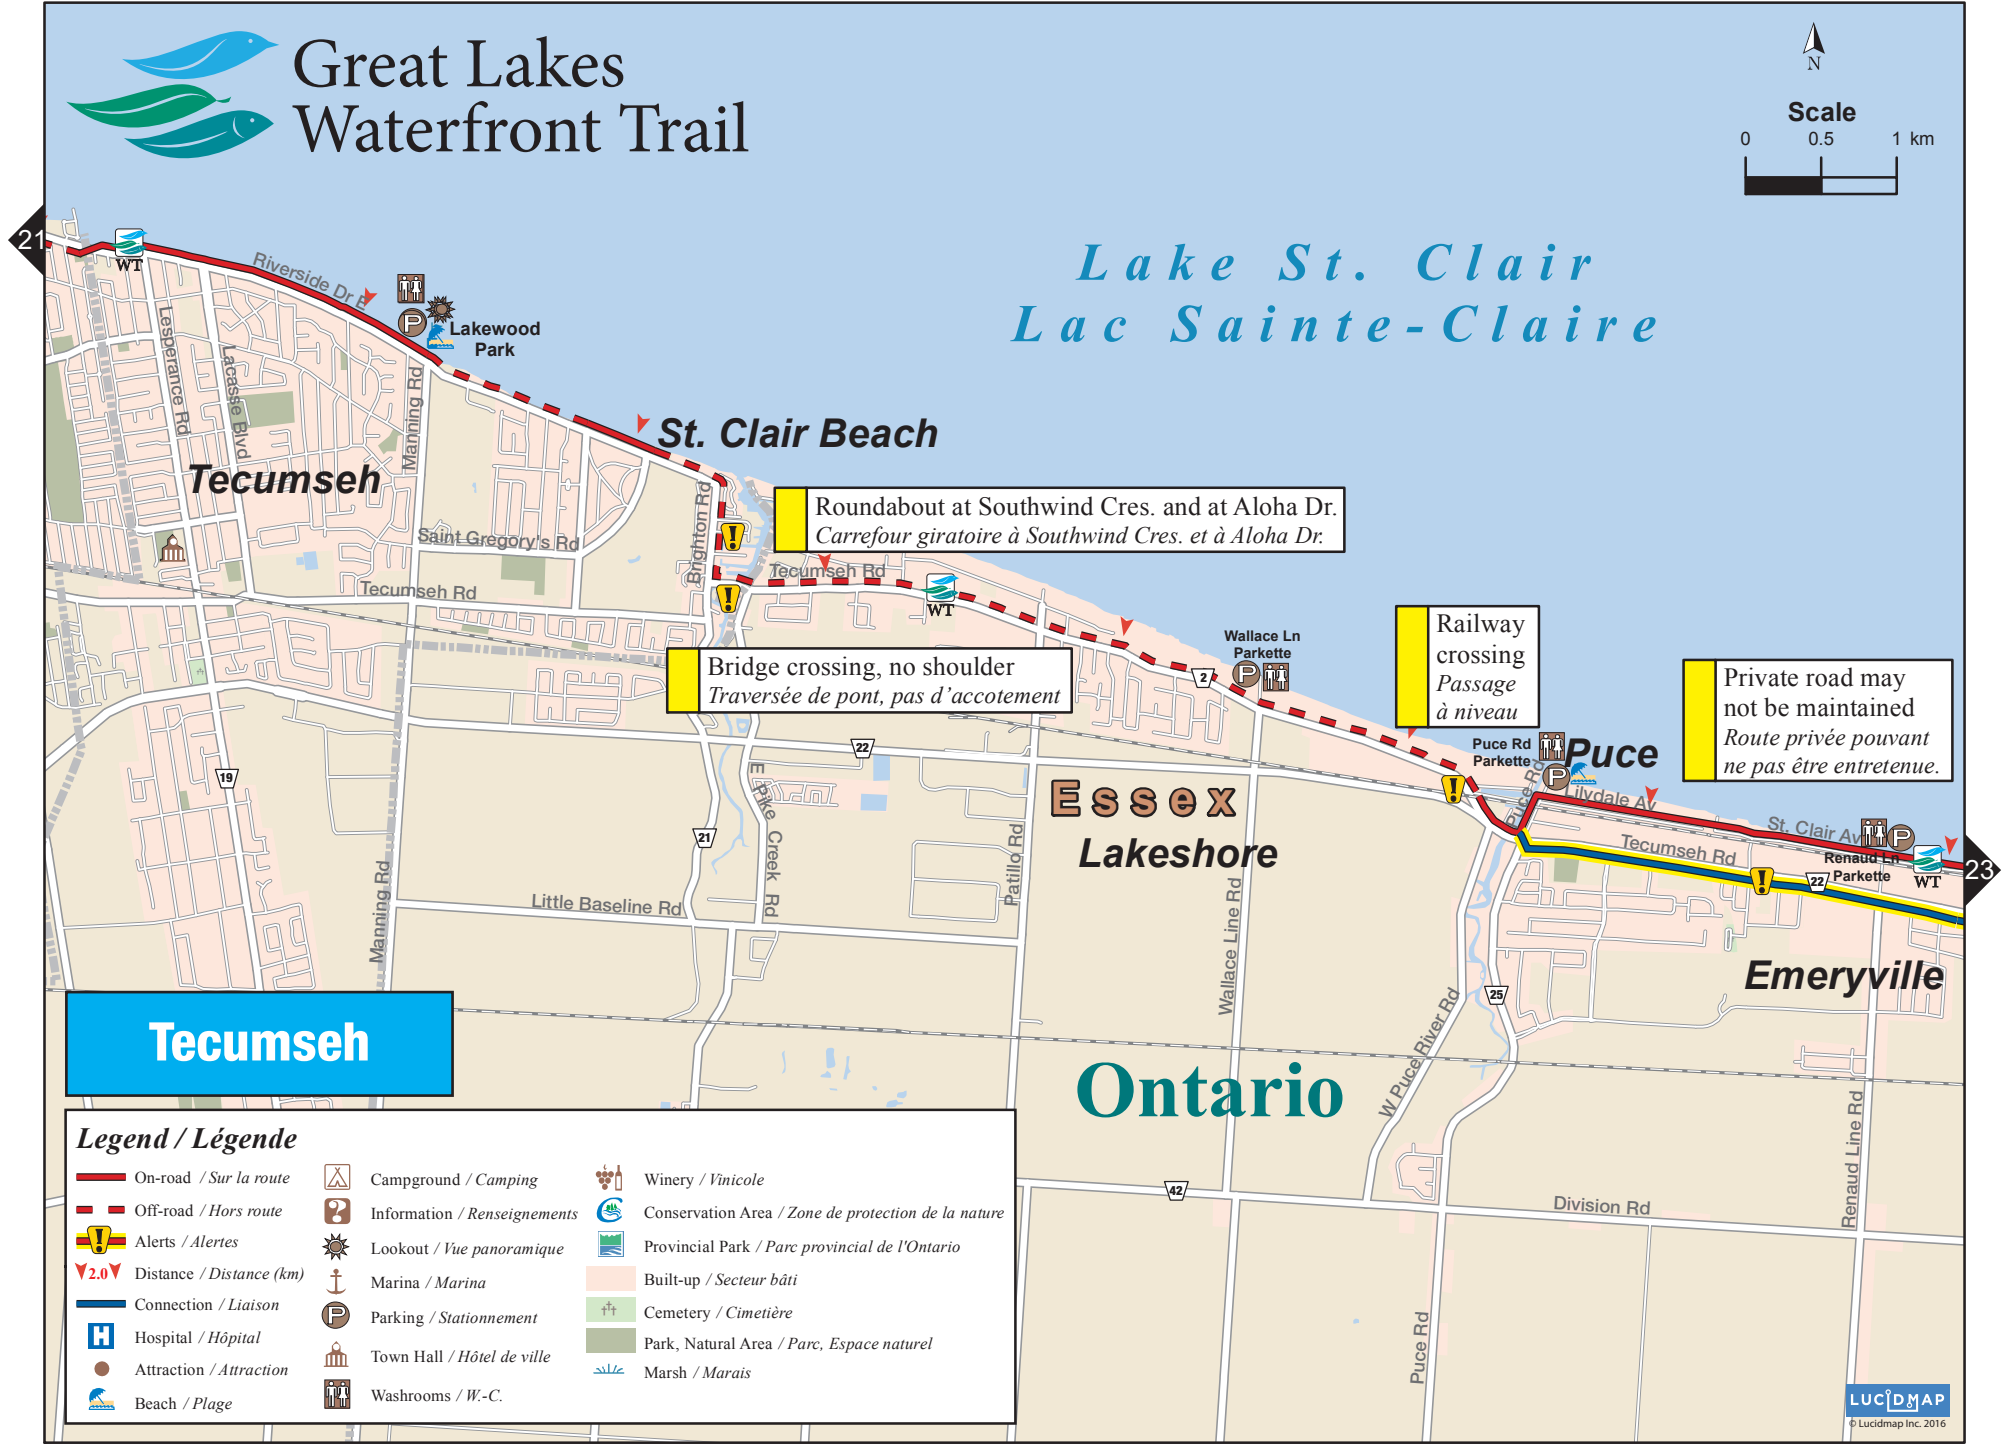 Great Lakes
Waterfront Trail
N
Scale
0 0.5 1 km
Lake St. Clair
Lac Sainte-Claire
21
WT
Riverside Dr E
Lakewood
Park
Lesperance Rd
Lacasse Blvd
Manning Rd
St. Clair Beach
Tecumseh
Brighton Rd
Saint Gregory's Rd
Tecumseh Rd
Roundabout at Southwind Cres. and at Aloha Dr.
Carrefour giratoire à Southwind Cres. et à Aloha Dr.
Tecumseh Rd
WT
Bridge crossing, no shoulder
Traversée de pont, pas d'accotement
2
Wallace Ln
Parkette
Railway
crossing
Passage
à niveau
Private road may
not be maintained
Route privée pouvant
ne pas être entretenue.
Puce Rd
Parkette
Puce
Puce Rd
Lilydale Av
St. Clair Av
Tecumseh Rd
Renaud Ln
Parkette
22
WT
23
19
22
21
E Pike Creek Rd
Essex
Lakeshore
Patillo Rd
Wallace Line Rd
Manning Rd
Little Baseline Rd
Emeryville
25
W Puce River Rd
Ontario
42
Division Rd
Renaud Line Rd
Puce Rd
Tecumseh
Legend / Légende
On-road / Sur la route
Off-road / Hors route
Alerts / Alertes
2.0 Distance / Distance (km)
Connection / Liaison
H Hospital / Hôpital
Attraction / Attraction
Beach / Plage
Campground / Camping
? Information / Renseignements
Lookout / Vue panoramique
Marina / Marina
P Parking / Stationnement
Town Hall / Hôtel de ville
Washrooms / W.-C.
Winery / Vinicole
Conservation Area / Zone de protection de la nature
Provincial Park / Parc provincial de l'Ontario
Built-up / Secteur bâti
Cemetery / Cimetière
Park, Natural Area / Parc, Espace naturel
Marsh / Marais
LUCIDMAP
© Lucidmap Inc. 2016